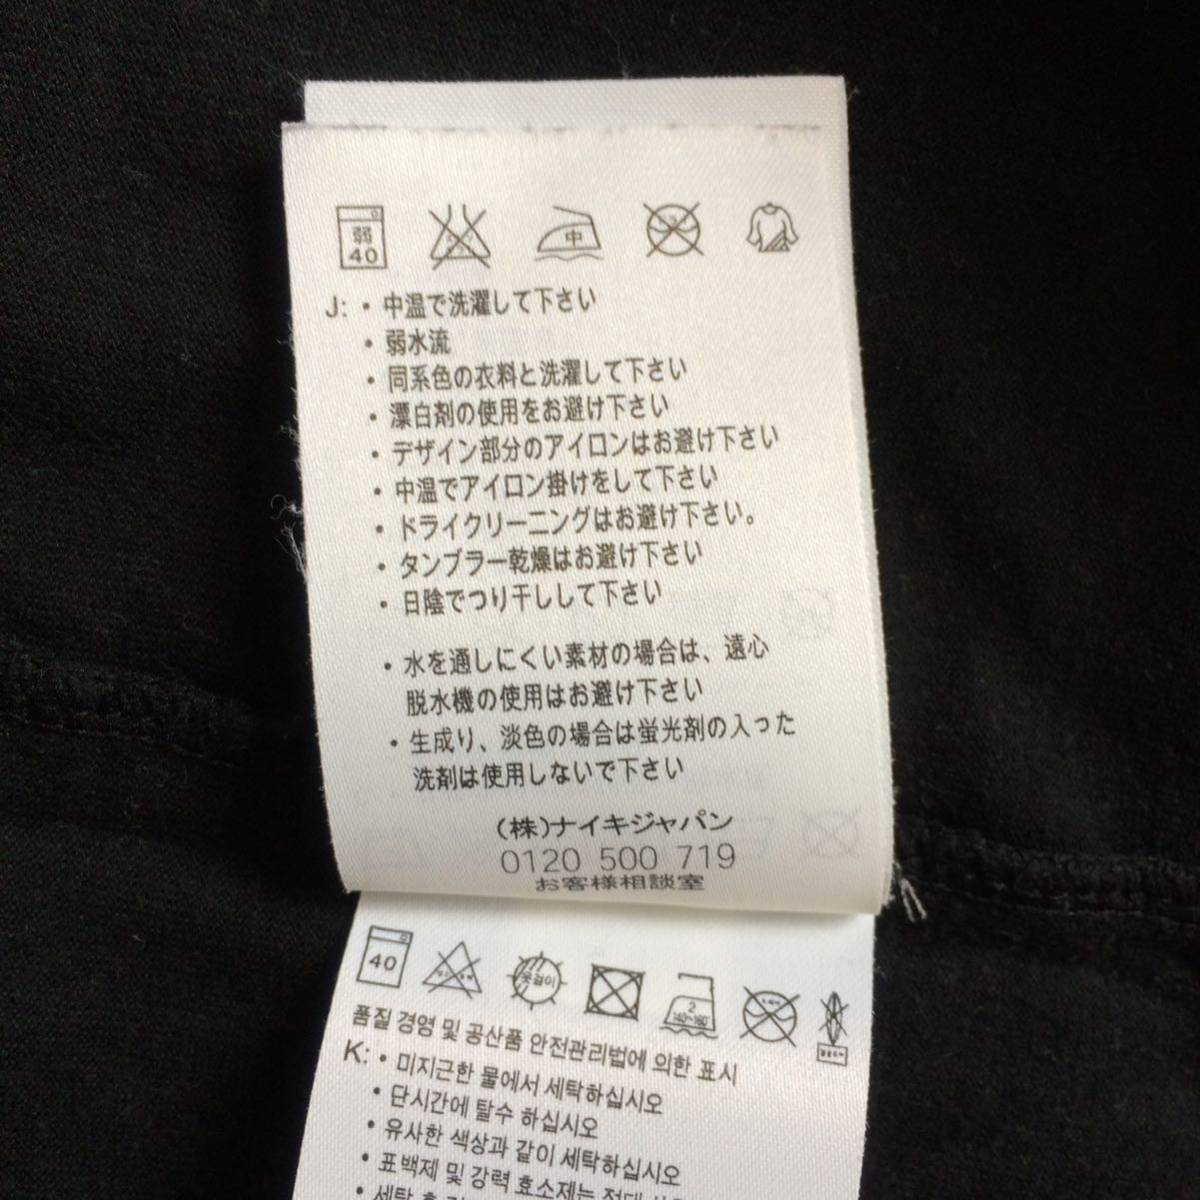 弱
40
中
J: ・中温で洗濯して下さい
・弱水流
・同系色の衣料と洗濯して下さい
・漂白剤の使用をお避け下さい
・デザイン部分のアイロンはお避け下さい
・中温でアイロン掛けをして下さい
・ドライクリーニングはお避け下さい。
・タンブラー乾燥はお避け下さい
・日陰でつり干しして下さい
・水を通しにくい素材の場合は、遠心
脱水機の使用はお避け下さい
・生成り、淡色の場合は蛍光剤の入った
洗剤は使用しないで下さい
(株)ナイキジャパン
0120 500 719
お客様相談室
40
옷걸이
2
품질 경영 및 공산품 안전관리법에 의한 표시
K: ・미지근한 물에서 세탁하십시오
・단시간에 탈수 하십시오
・유사한 색상과 같이 세탁하십시오
・표백제 및 강력 효소제는 절대
・세탁 후